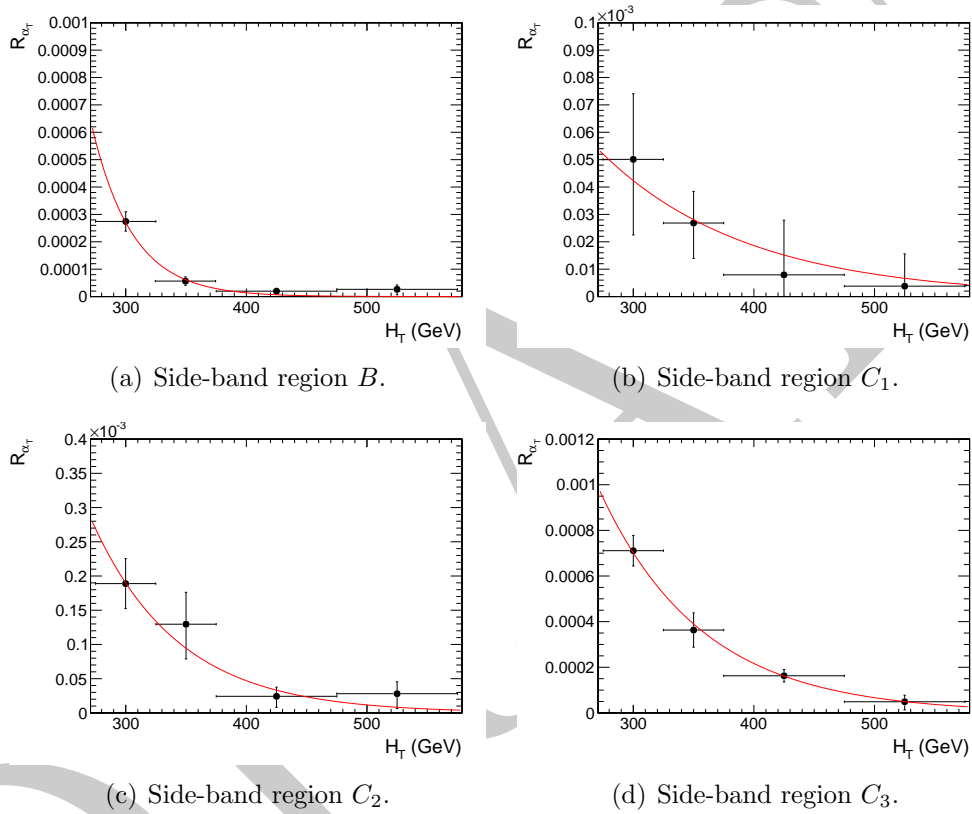 R_{α_T}
0.001
0.0009
0.0008
0.0007
0.0006
0.0005
0.0004
0.0003
0.0002
0.0001
0
300 400 500
H_T (GeV)
(a) Side-band region B.
R_{α_T}
×10^{-3}
0.1
0.09
0.08
0.07
0.06
0.05
0.04
0.03
0.02
0.01
0
300 400 500
H_T (GeV)
(b) Side-band region C_1.
R_{α_T}
×10^{-3}
0.4
0.35
0.3
0.25
0.2
0.15
0.1
0.05
0
300 400 500
H_T (GeV)
(c) Side-band region C_2.
R_{α_T}
0.0012
0.001
0.0008
0.0006
0.0004
0.0002
0
300 400 500
H_T (GeV)
(d) Side-band region C_3.